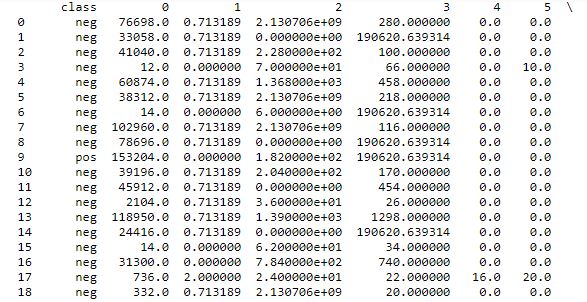 class 0 1 2 3 4 5 \
0 neg 76698.0 0.713189 2.130706e+09 280.000000 0.0 0.0
1 neg 33058.0 0.713189 0.000000e+00 190620.639314 0.0 0.0
2 neg 41040.0 0.713189 2.280000e+02 100.000000 0.0 0.0
3 neg 12.0 0.000000 7.000000e+01 66.000000 0.0 10.0
4 neg 60874.0 0.713189 1.368000e+03 458.000000 0.0 0.0
5 neg 38312.0 0.713189 2.130706e+09 218.000000 0.0 0.0
6 neg 14.0 0.000000 6.000000e+01 190620.639314 0.0 0.0
7 neg 102960.0 0.713189 2.130706e+09 116.000000 0.0 0.0
8 neg 78696.0 0.713189 0.000000e+00 190620.639314 0.0 0.0
9 pos 153204.0 0.000000 1.820000e+02 190620.639314 0.0 0.0
10 neg 39196.0 0.713189 2.040000e+02 170.000000 0.0 0.0
11 neg 45912.0 0.713189 0.000000e+00 454.000000 0.0 0.0
12 neg 2104.0 0.713189 3.600000e+01 26.000000 0.0 0.0
13 neg 118950.0 0.713189 1.390000e+03 1298.000000 0.0 0.0
14 neg 24416.0 0.713189 0.000000e+00 190620.639314 0.0 0.0
15 neg 14.0 0.000000 6.200000e+01 34.000000 0.0 0.0
16 neg 31300.0 0.000000 7.840000e+02 740.000000 0.0 0.0
17 neg 736.0 2.000000 2.400000e+01 22.000000 16.0 20.0
18 neg 332.0 0.713189 2.130706e+09 20.000000 0.0 0.0